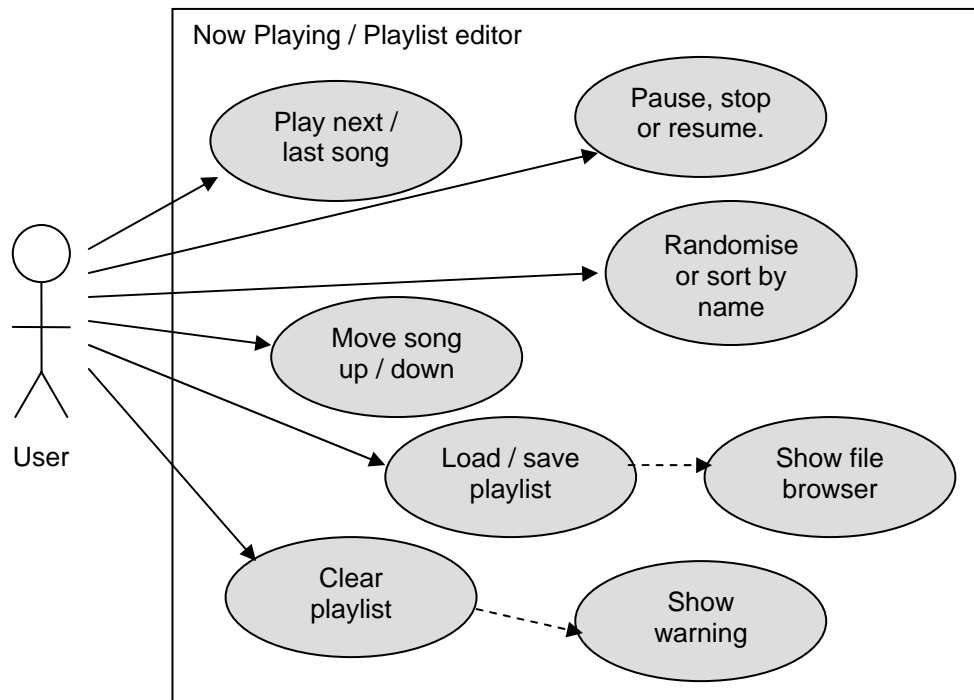 Now Playing / Playlist editor
Play next /
last song
Pause, stop
or resume.
Randomise
or sort by
name
Move song
up / down
User
Load / save
playlist
Show file
browser
Clear
playlist
Show
warning